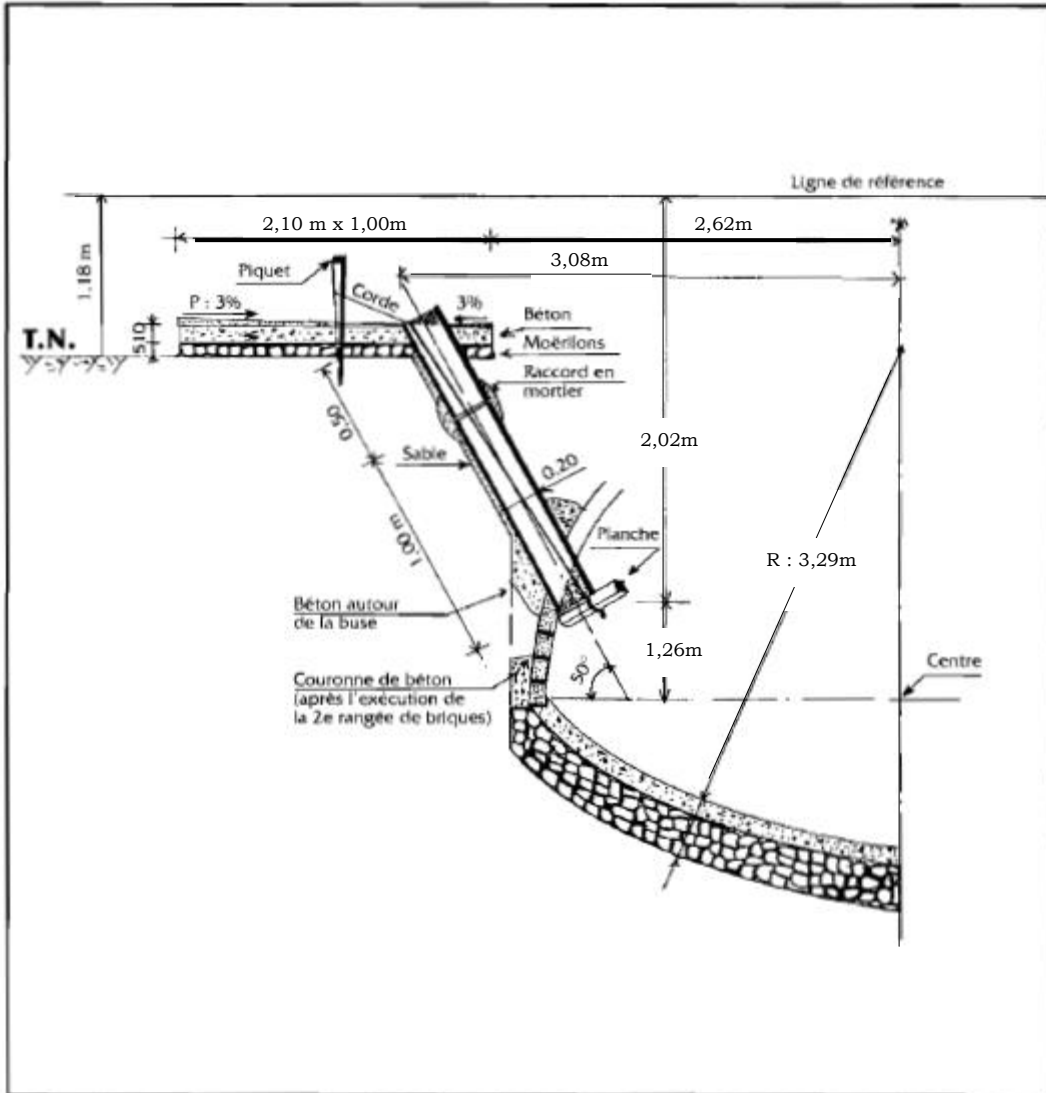 Ligne de référence
2,10 m x 1,00m
2,62m
1,18 m
3,08m
Piquet
Corde
P : 3%
3%
Béton
T.N.
Moërilons
Raccord en
mortier
0.50
2,02m
Sable
0.20
1.00 m
Planche
R : 3,29m
Béton autour
de la buse
1,26m
50°
Centre
Couronne de béton
(après l'exécution de
la 2e rangée de briques)